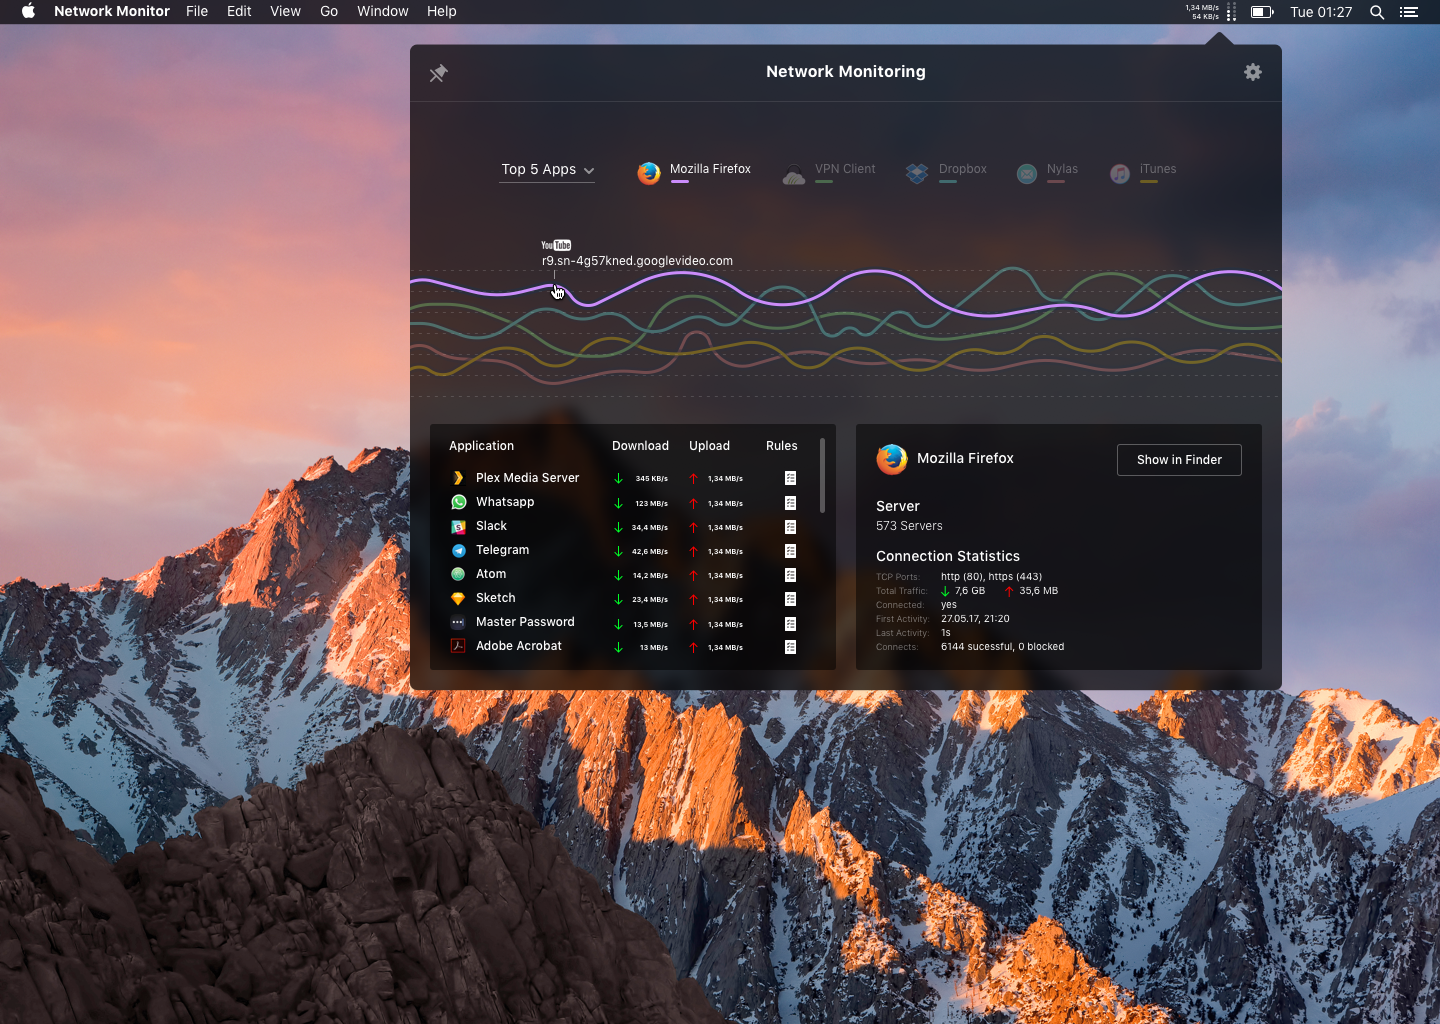 Network Monitor File Edit View Go Window Help
1,34 MB/s
54 KB/s
Tue 01:27
Network Monitoring
Top 5 Apps
Mozilla Firefox
VPN Client
Dropbox
Nylas
iTunes
YouTube
r9.sn-4g57kned.googlevideo.com
Application Download Upload Rules
Plex Media Server 345 KB/s 1,34 MB/s
Whatsapp 123 MB/s 1,34 MB/s
Slack 34,4 MB/s 1,34 MB/s
Telegram 42,6 MB/s 1,34 MB/s
Atom 14,2 MB/s 1,34 MB/s
Sketch 23,4 MB/s 1,34 MB/s
Master Password 13,5 MB/s 1,34 MB/s
Adobe Acrobat 13 MB/s 1,34 MB/s
Mozilla Firefox
Show in Finder
Server
573 Servers
Connection Statistics
TCP Ports: http (80), https (443)
Total Traffic: 7,6 GB 35,6 MB
Connected: yes
First Activity: 27.05.17, 21:20
Last Activity: 1s
Connects: 6144 sucessful, 0 blocked